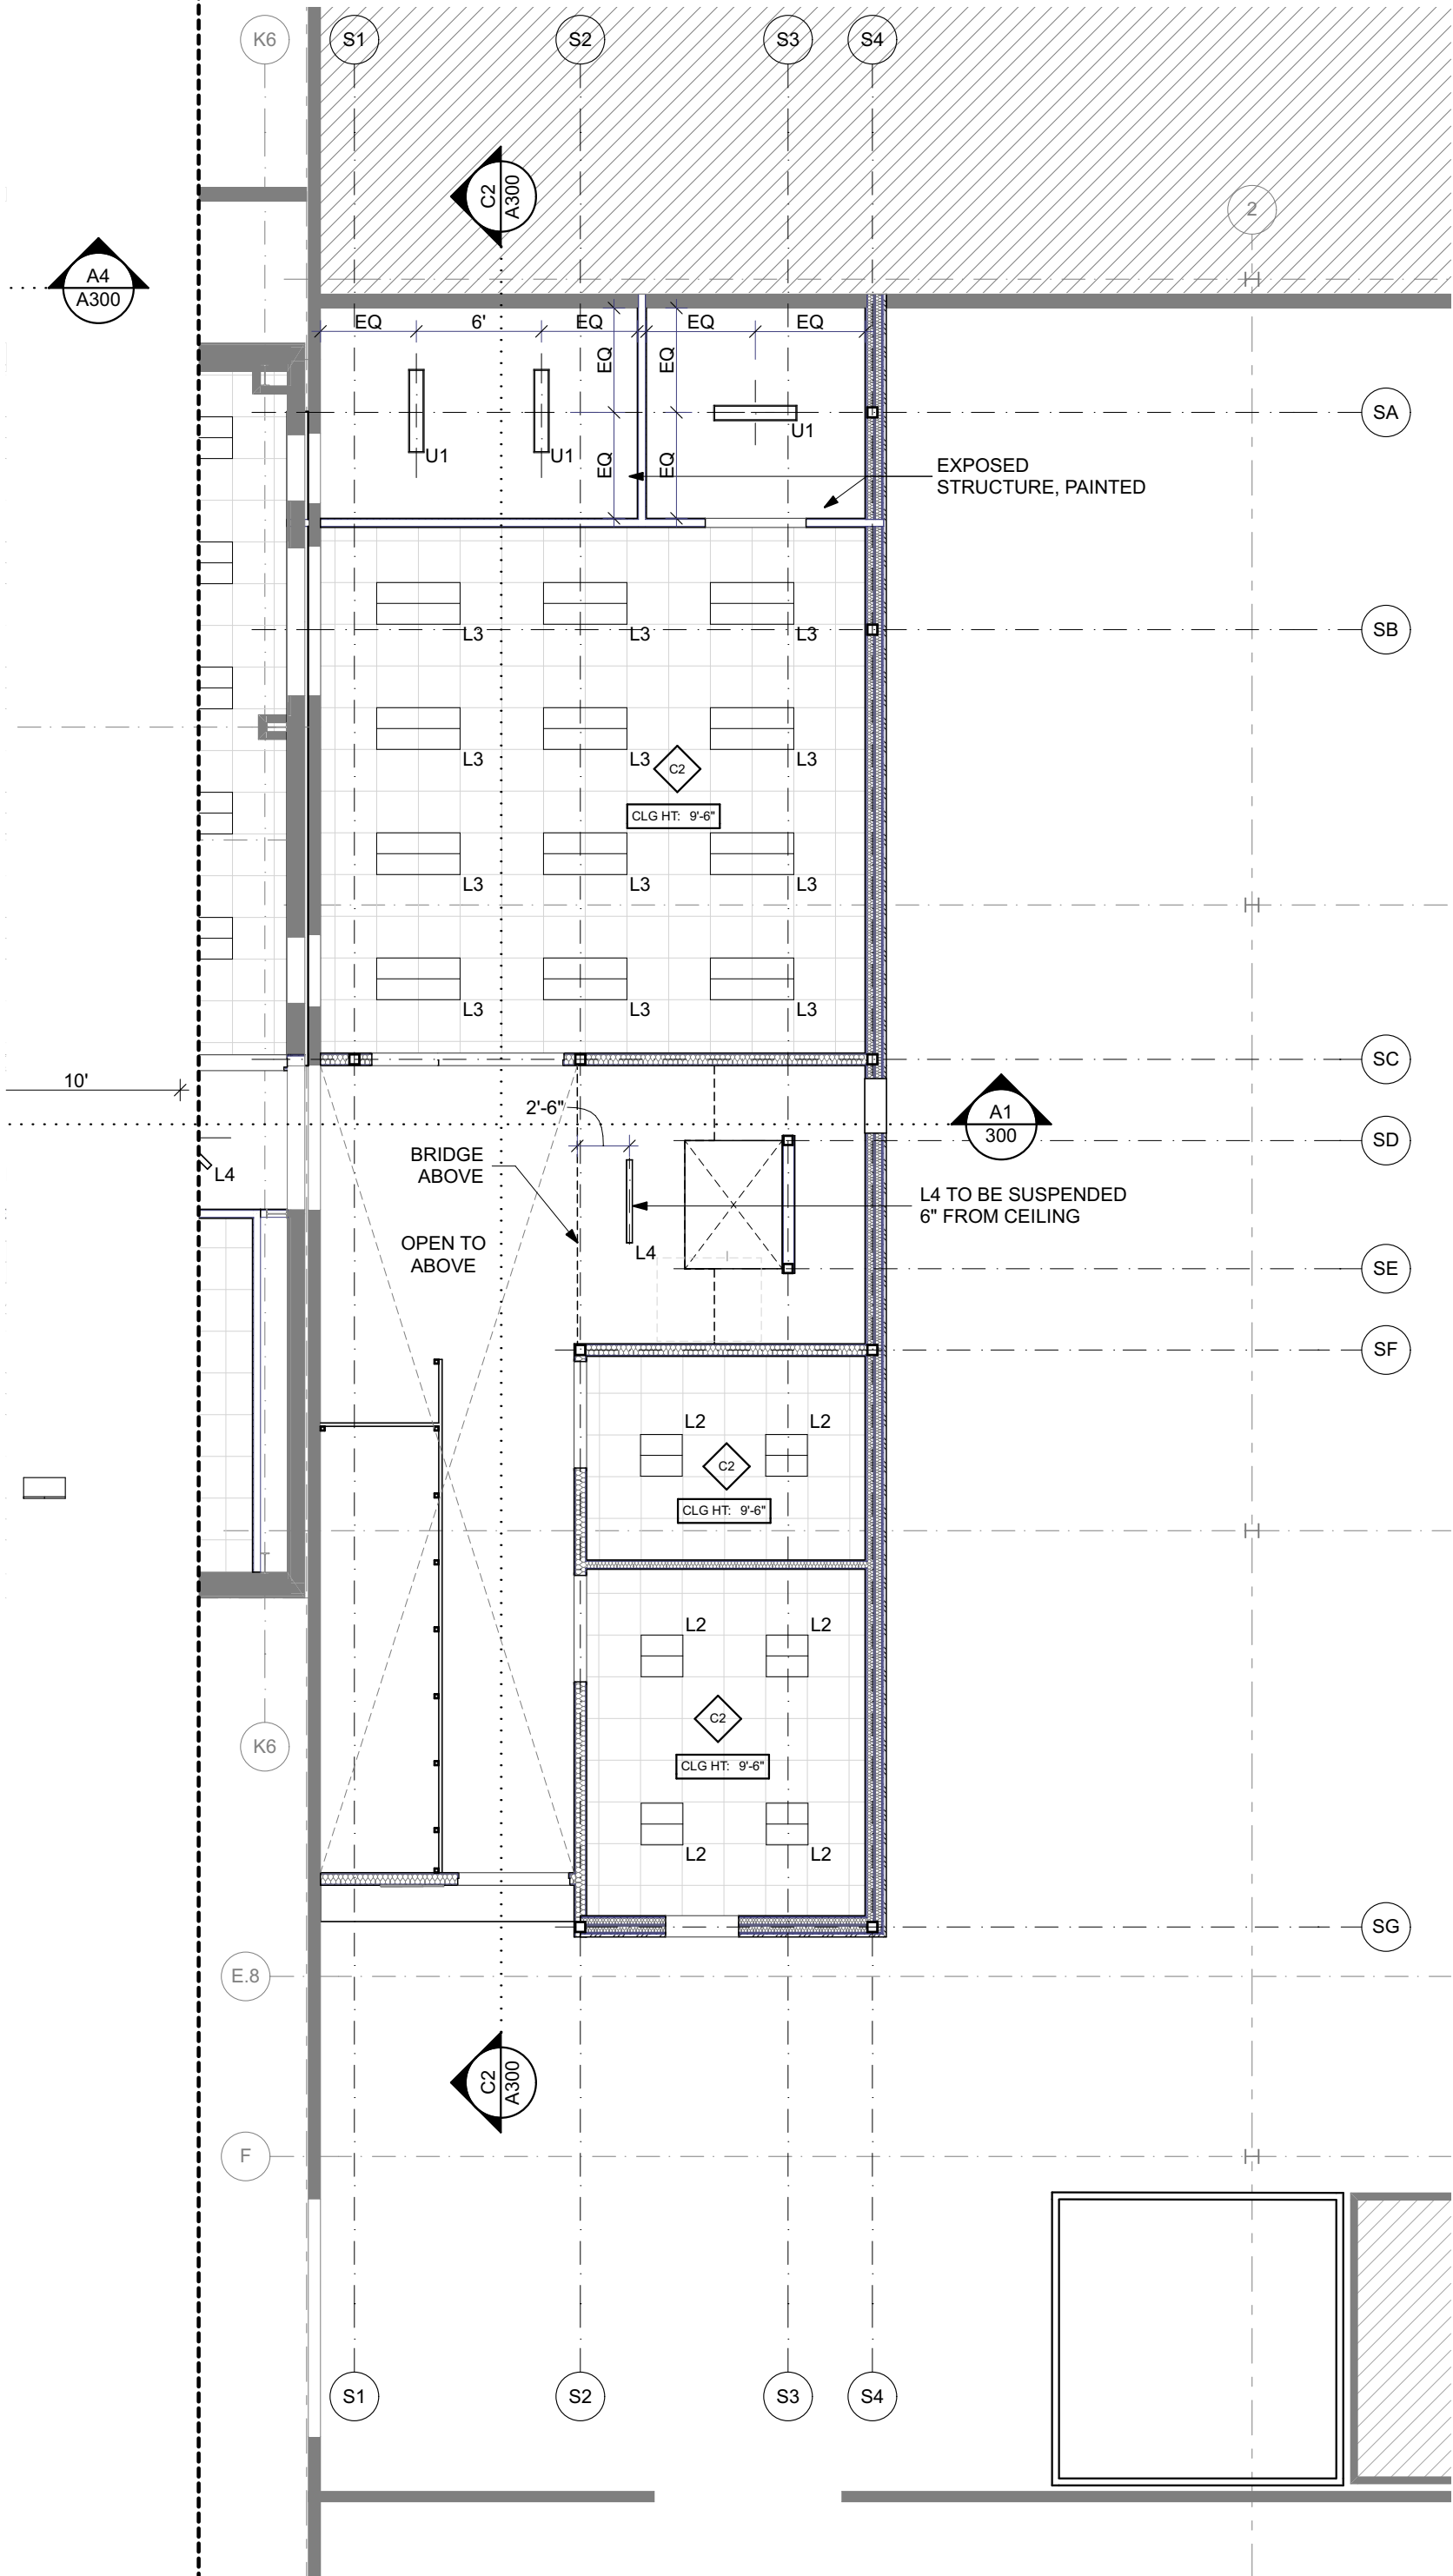 K6
S1
S2
S3
S4
C2
A300
2
A4
A300
EQ
6'
EQ
EQ
EQ
EQ
EQ
SA
U1
U1
U1
EQ
EQ
EXPOSED
STRUCTURE, PAINTED
SB
L3
L3
L3
L3
L3
L3
C2
CLG HT: 9'-6"
L3
L3
L3
L3
L3
L3
SC
10'
2'-6"
A1
300
SD
BRIDGE
ABOVE
L4
L4 TO BE SUSPENDED
6" FROM CEILING
OPEN TO
ABOVE
L4
SE
SF
L2
L2
C2
CLG HT: 9'-6"
L2
L2
K6
C2
CLG HT: 9'-6"
L2
L2
SG
E.8
C2
A300
F
S1
S2
S3
S4